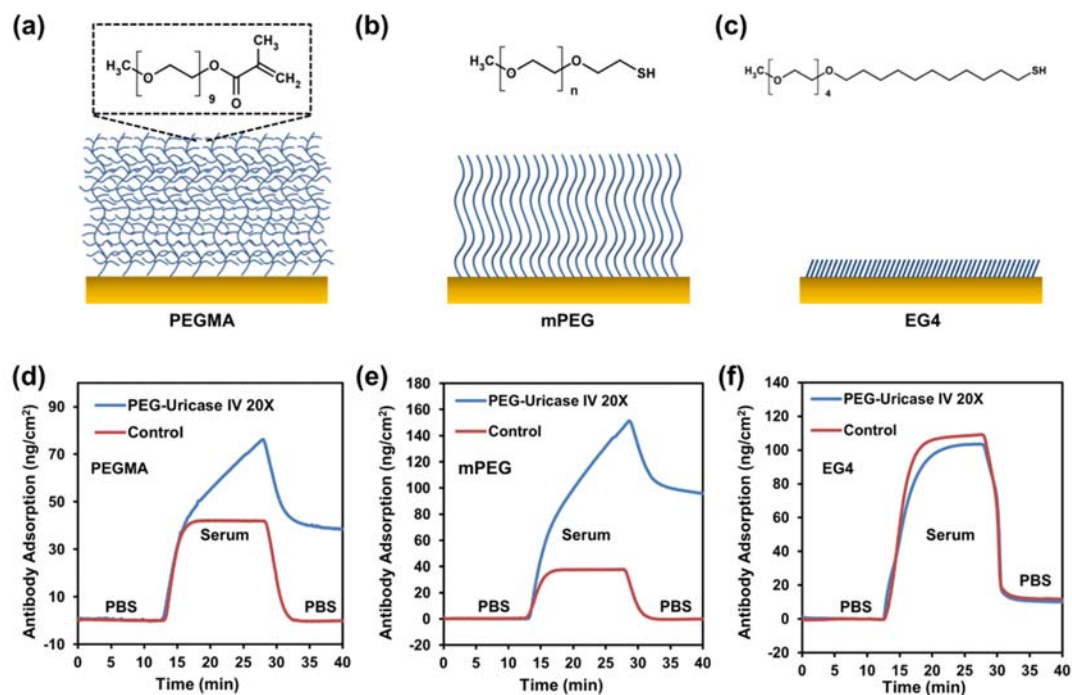 (a)
H₃C
O
9
O
O
CH₃
CH₂
PEGMA
(b)
H₃C
O
n
O
SH
mPEG
(c)
H₃C
O
4
O
SH
EG4
(d)
Antibody Adsorption (ng/cm²)
90
70
50
30
10
-10
PEG-Uricase IV 20X
Control
PEGMA
Serum
PBS
PBS
0 5 10 15 20 25 30 35 40
Time (min)
(e)
Antibody Adsorption (ng/cm²)
180
160
140
120
100
80
60
40
20
0
-20
PEG-Uricase IV 20X
Control
mPEG
Serum
PBS
PBS
0 5 10 15 20 25 30 35 40
Time (min)
(f)
Antibody Adsorption (ng/cm²)
140
120
100
80
60
40
20
0
-20
PEG-Uricase IV 20X
Control
EG4
Serum
PBS
PBS
0 5 10 15 20 25 30 35 40
Time (min)